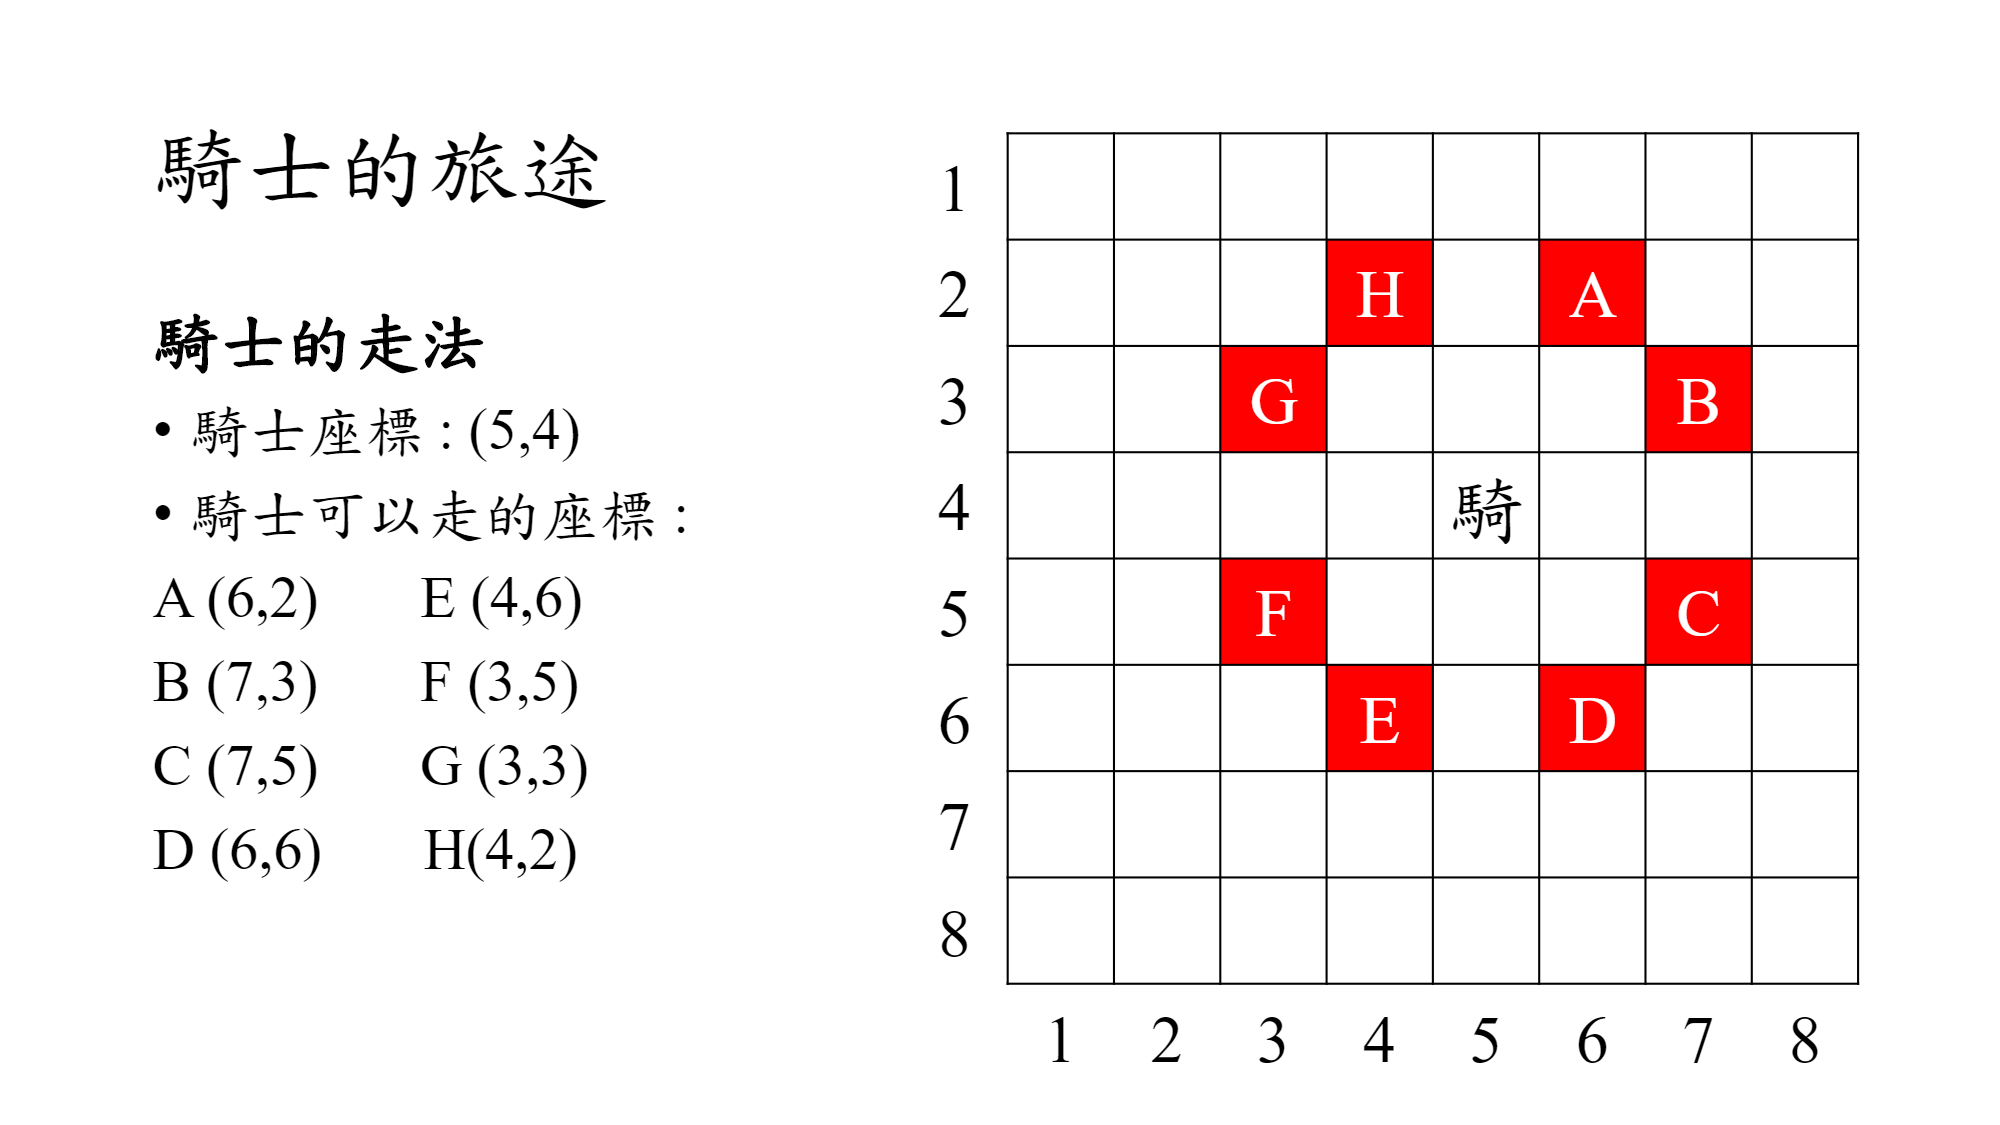 騎士的旅途
騎士的走法
• 騎士座標 : (5,4)
• 騎士可以走的座標 :
A (6,2) E (4,6)
B (7,3) F (3,5)
C (7,5) G (3,3)
D (6,6) H(4,2)
1
2 H A
3 G B
4 騎
5 F C
6 E D
7
8
1 2 3 4 5 6 7 8